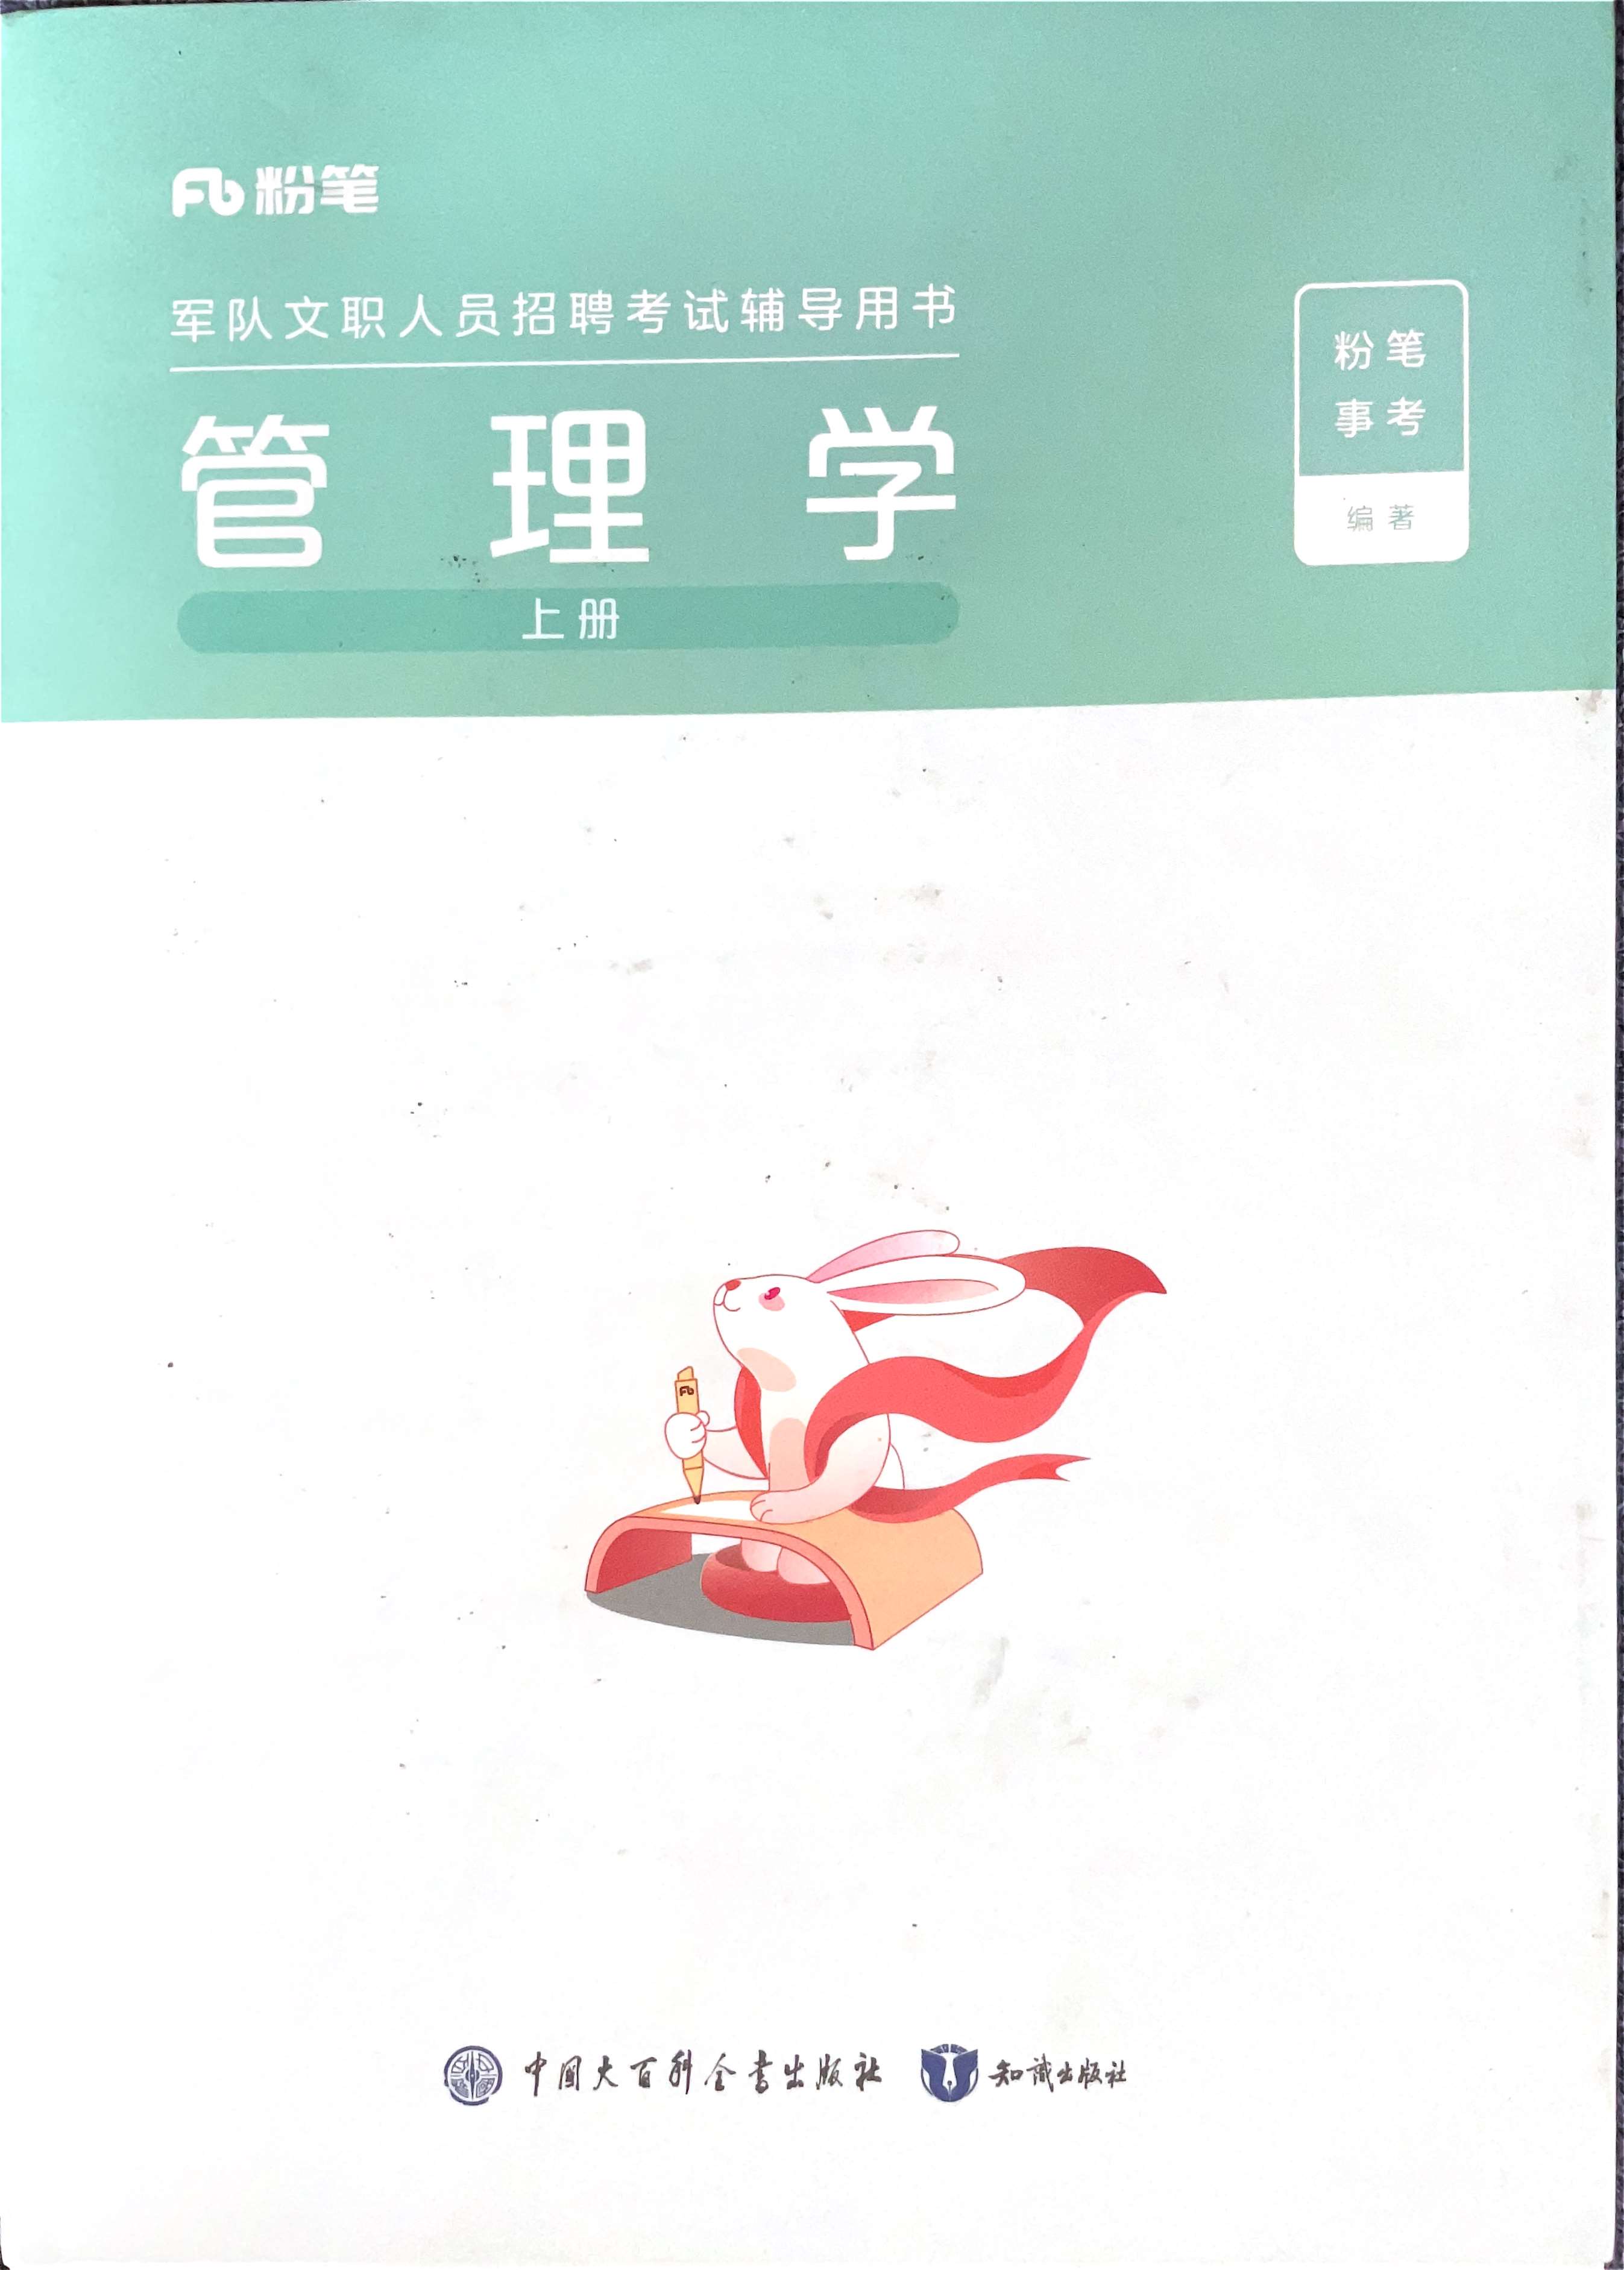 Fb 粉笔
军队文职人员招聘考试辅导用书
管理学
上册
粉笔
事考
编著
Fb
中国大百科全书出版社
知识出版社